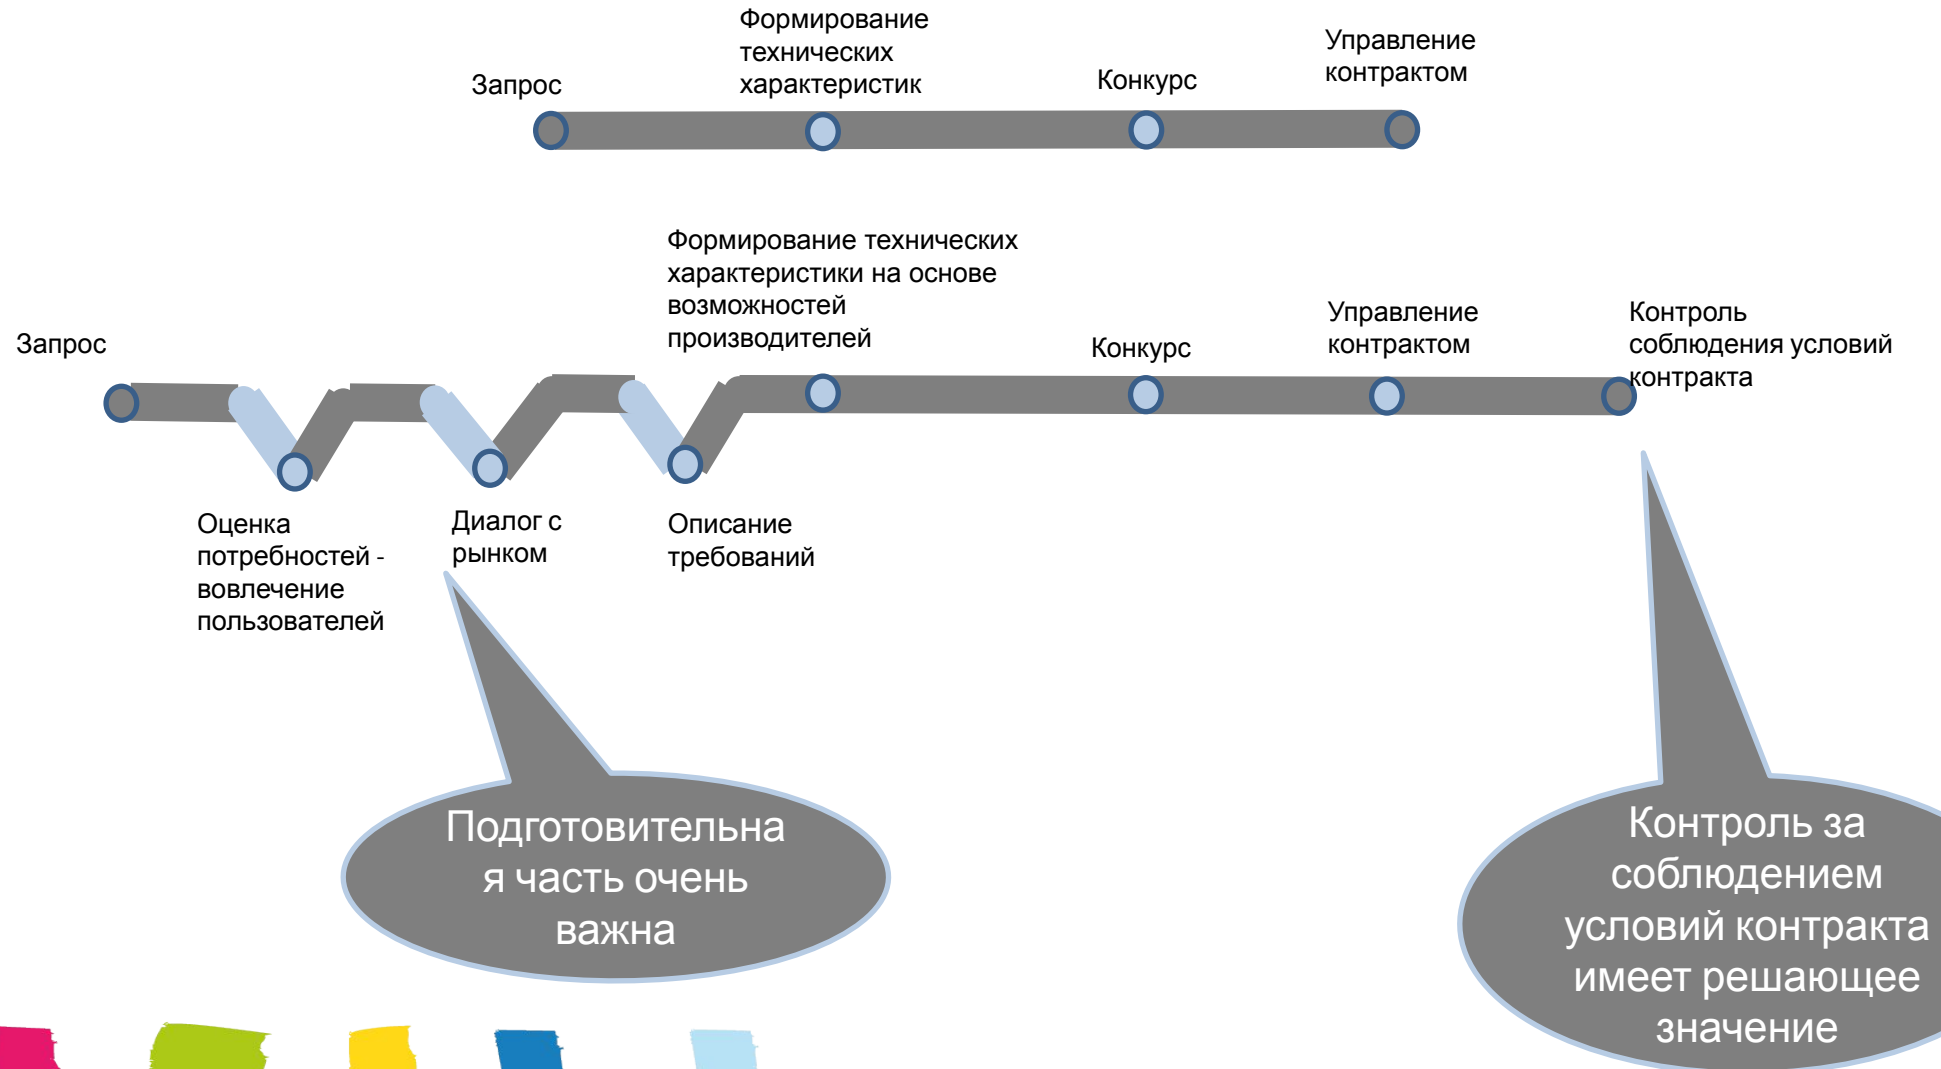 Формирование
технических
характеристик
Запрос
Конкурс
Управление
контрактом
Формирование технических
характеристики на основе
возможностей
производителей
Запрос
Конкурс
Управление
контрактом
Контроль
соблюдения условий
контракта
Оценка
потребностей -
вовлечение
пользователей
Диалог с
рынком
Описание
требований
Подготовительна
я часть очень
важна
Контроль за
соблюдением
условий контракта
имеет решающее
значение